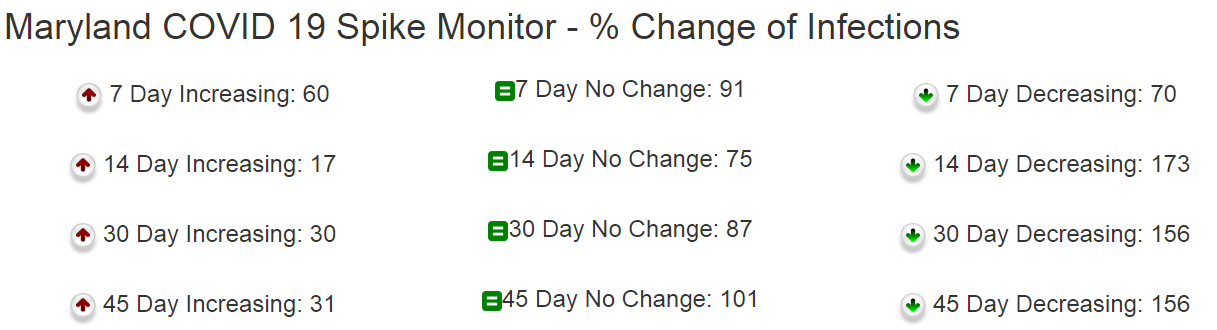 Maryland COVID 19 Spike Monitor - % Change of Infections
7 Day Increasing: 60
7 Day No Change: 91
7 Day Decreasing: 70
14 Day Increasing: 17
14 Day No Change: 75
14 Day Decreasing: 173
30 Day Increasing: 30
30 Day No Change: 87
30 Day Decreasing: 156
45 Day Increasing: 31
45 Day No Change: 101
45 Day Decreasing: 156